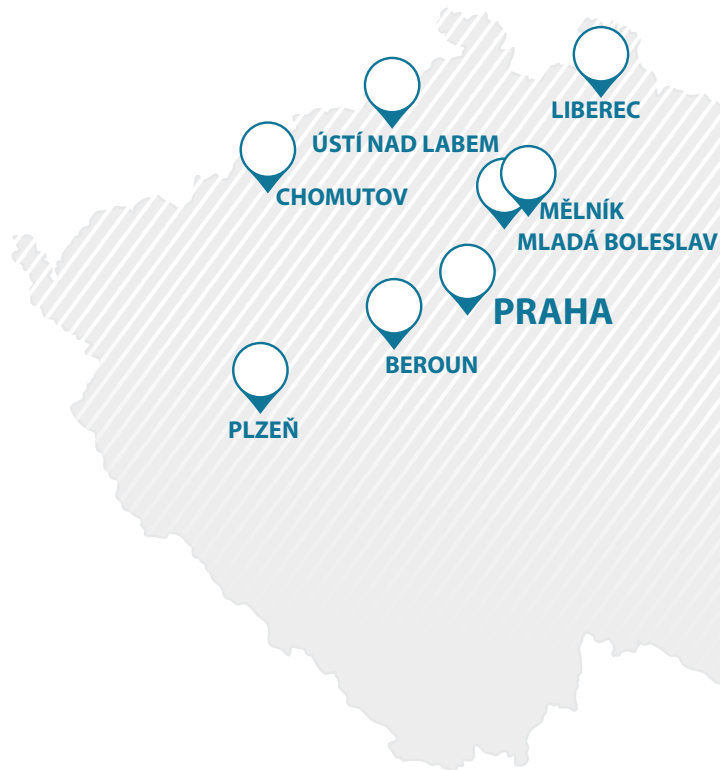 LIBEREC
ÚSTÍ NAD LABEM
CHOMUTOV
MĚLNÍK
MLADÁ BOLESLAV
PRAHA
BEROUN
PLZEŇ